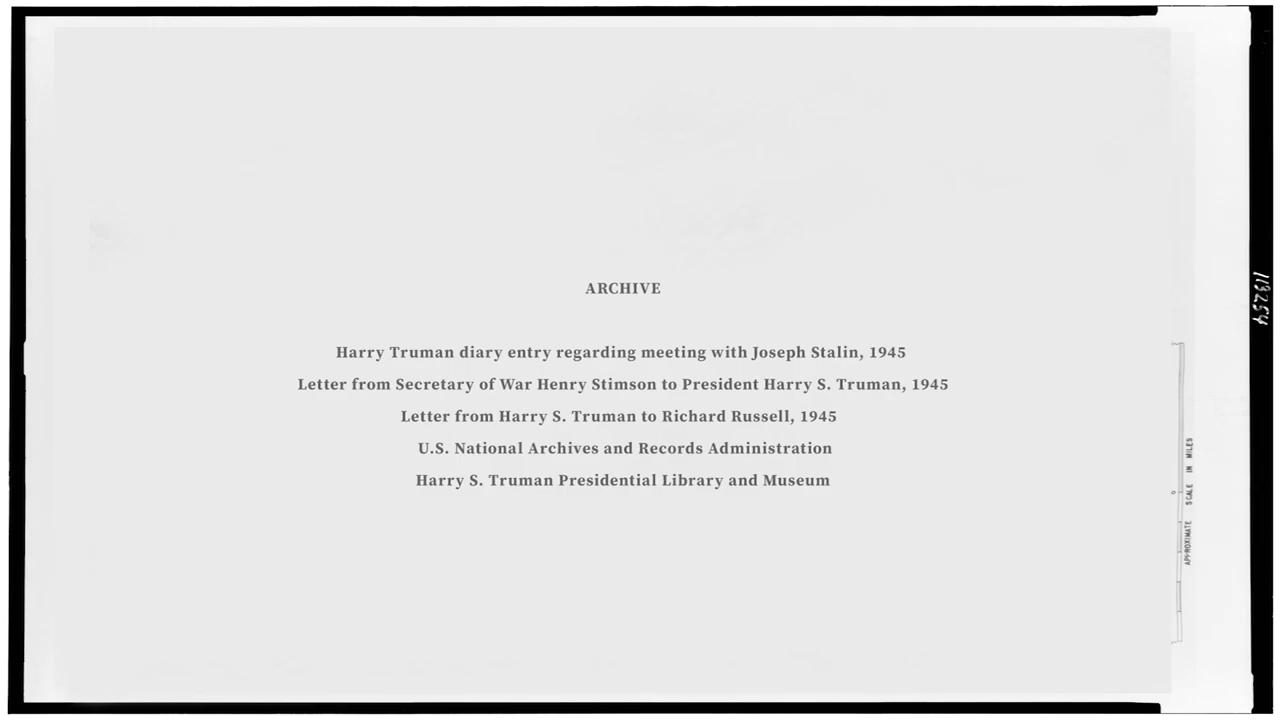 ARCHIVE
Harry Truman diary entry regarding meeting with Joseph Stalin, 1945
Letter from Secretary of War Henry Stimson to President Harry S. Truman, 1945
Letter from Harry S. Truman to Richard Russell, 1945
U.S. National Archives and Records Administration
Harry S. Truman Presidential Library and Museum
113254
0
APPROXIMATE SCALE IN MILES